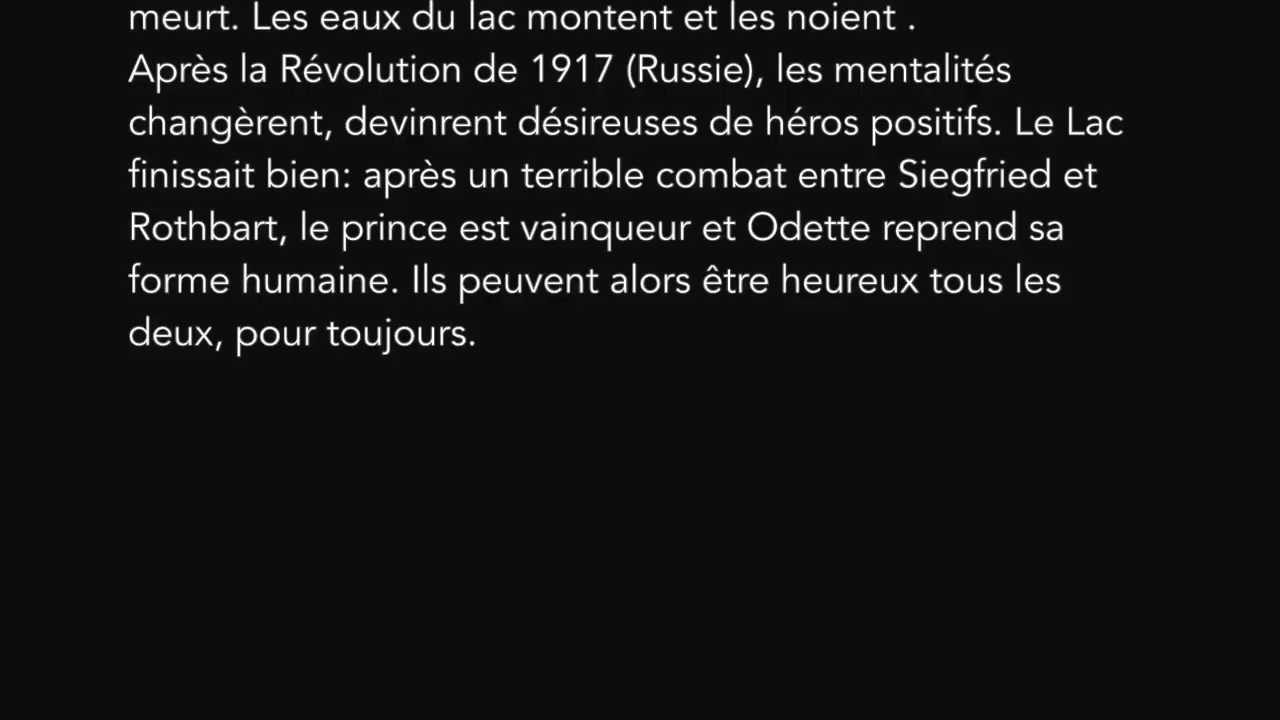 meurt. Les eaux du lac montent et les noient .
Après la Révolution de 1917 (Russie), les mentalités
changèrent, devinrent désireuses de héros positifs. Le Lac
finissait bien: après un terrible combat entre Siegfried et
Rothbart, le prince est vainqueur et Odette reprend sa
forme humaine. Ils peuvent alors être heureux tous les
deux, pour toujours.